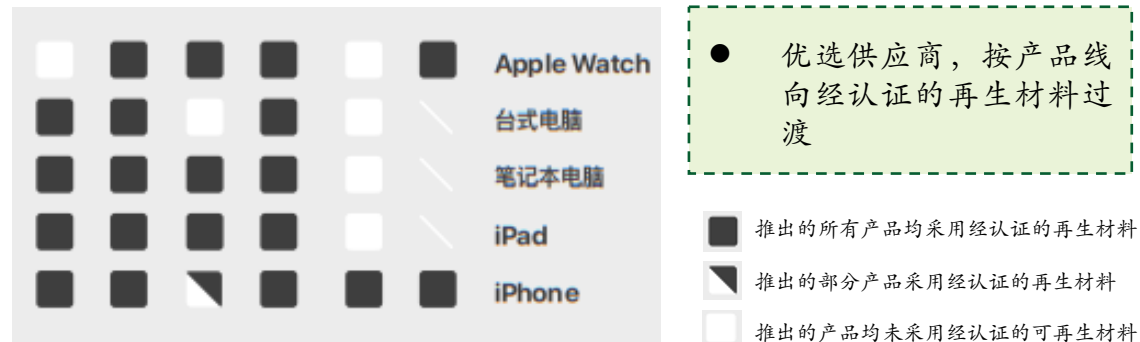 Apple Watch
台式电脑
笔记本电脑
iPad
iPhone
● 优选供应商，按产品线
向经认证的再生材料过
渡
推出的所有产品均采用经认证的再生材料
推出的部分产品采用经认证的再生材料
推出的产品均未采用经认证的可再生材料